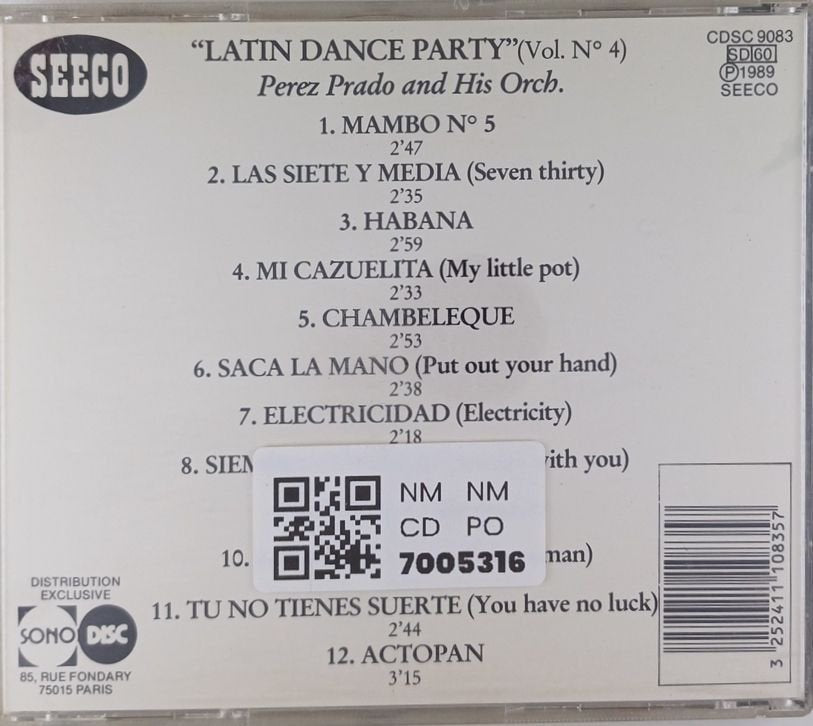 SEECO
“LATIN DANCE PARTY”(Vol. N° 4)
Perez Prado and His Orch.
CDSC 9083
SD 60
Ⓟ1989
SEECO
1. MAMBO N° 5
2’47
2. LAS SIETE Y MEDIA (Seven thirty)
2’35
3. HABANA
2’59
4. MI CAZUELITA (My little pot)
2’33
5. CHAMBELEQUE
2’53
6. SACA LA MANO (Put out your hand)
2’38
7. ELECTRICIDAD (Electricity)
2’18
8. with you)
NM NM
CD PO
7005316
10.
11. TU NO TIENES SUERTE (You have no luck)
2’44
12. ACTOPAN
3’15
DISTRIBUTION
EXCLUSIVE
SONO DISC
85, RUE FONDARY
75015 PARIS
3 252411 108357